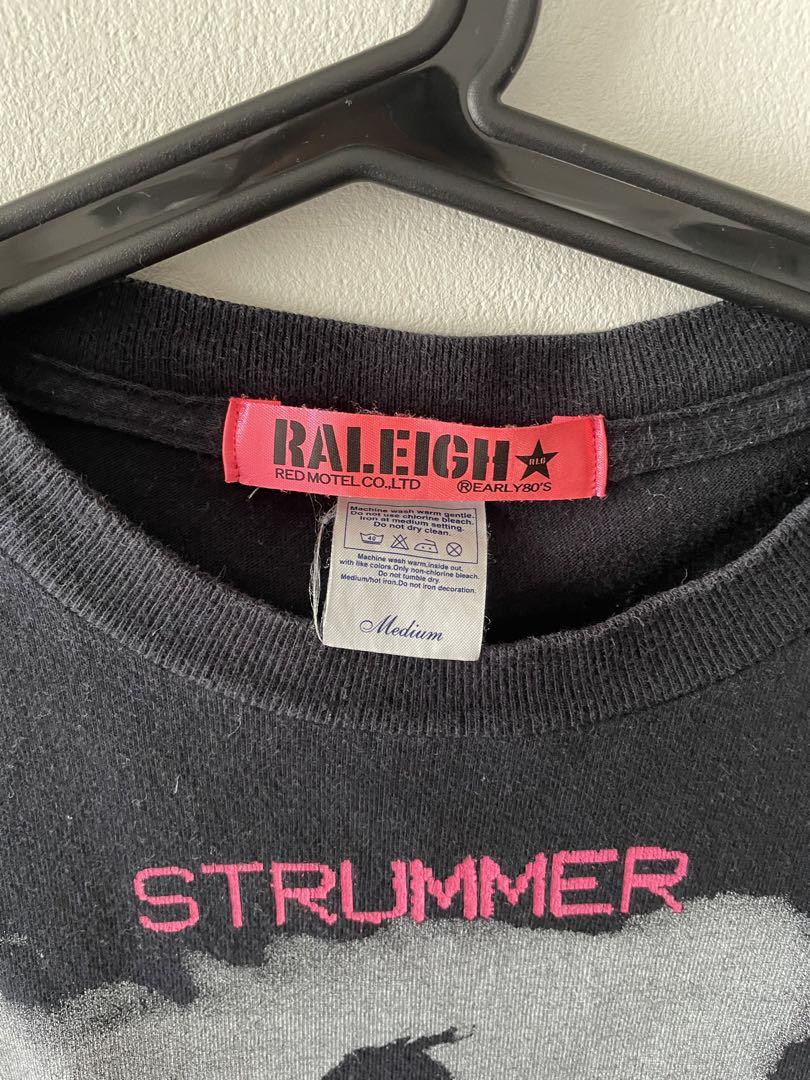 RALEIGH
RLG
RED MOTEL CO.,LTD ®EARLY80'S
Machine wash warm gentle.
Do not use chlorine bleach.
Iron at medium setting.
Do not dry clean.
40
Machine wash warm,inside out,
with like colors.Only non-chlorine bleach.
Do not tumble dry.
Medium/hot iron.Do not iron decoration.
Medium
STRUMMER